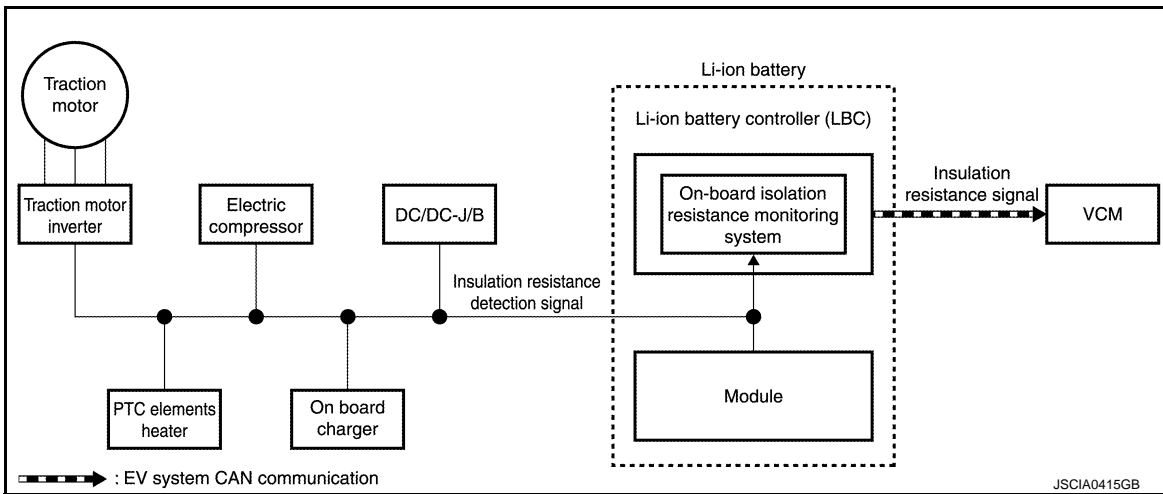 Traction
motor
Traction motor
inverter
Electric
compressor
DC/DC-J/B
Insulation resistance
detection signal
PTC elements
heater
On board
charger
Li-ion battery
Li-ion battery controller (LBC)
On-board isolation
resistance monitoring
system
Module
Insulation
resistance signal
VCM
: EV system CAN communication
JSCIA0415GB